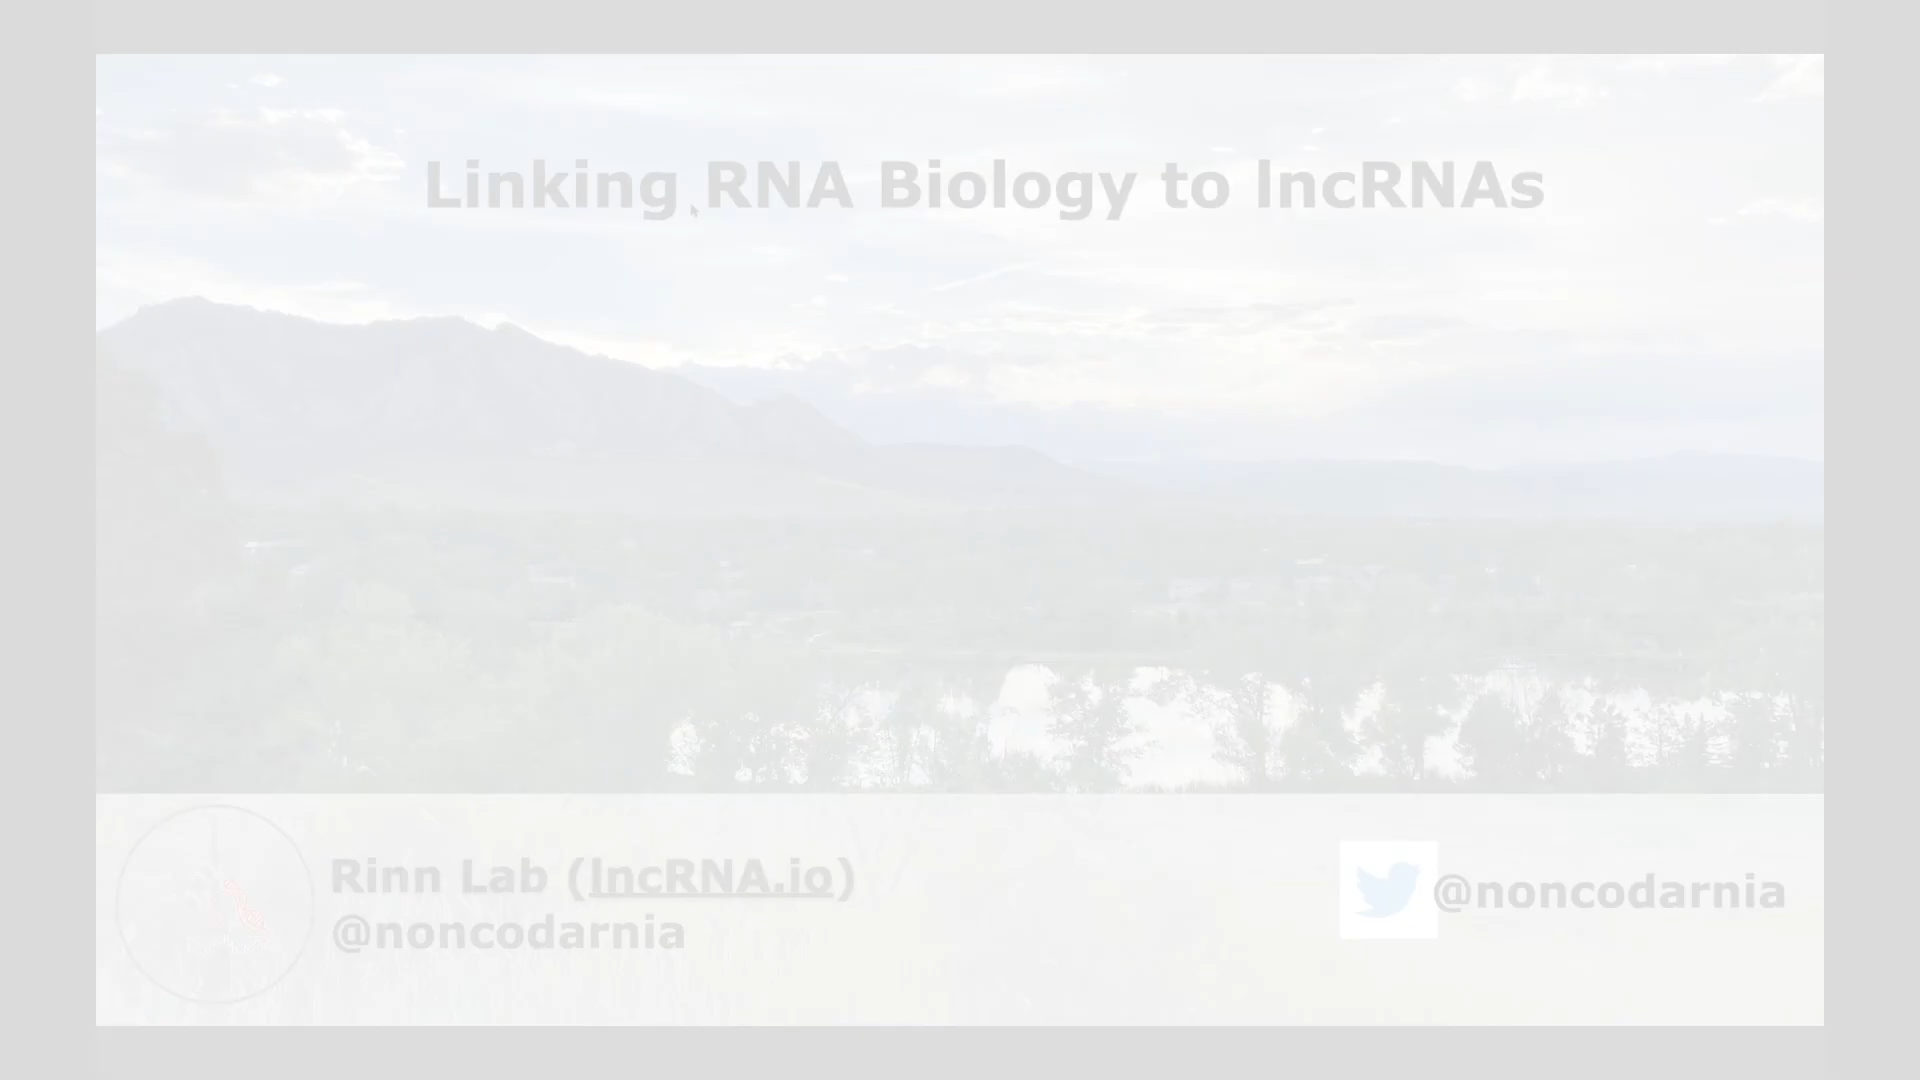 Linking RNA Biology to lncRNAs
Rinn Lab (lncRNA.io)
@noncodarnia
@noncodarnia